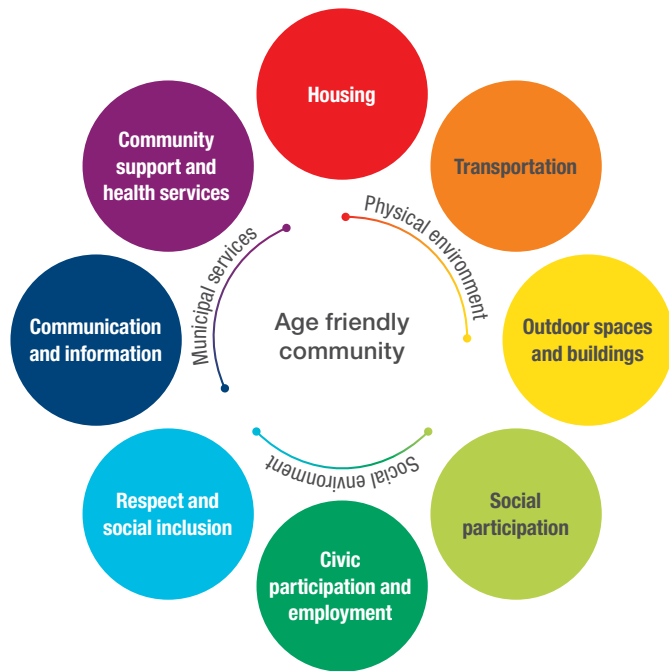 Housing
Transportation
Outdoor spaces
and buildings
Social
participation
Civic
participation and
employment
Respect and
social inclusion
Communication
and information
Community
support and
health services
Physical environment
Social environment
Municipal services
Age friendly
community